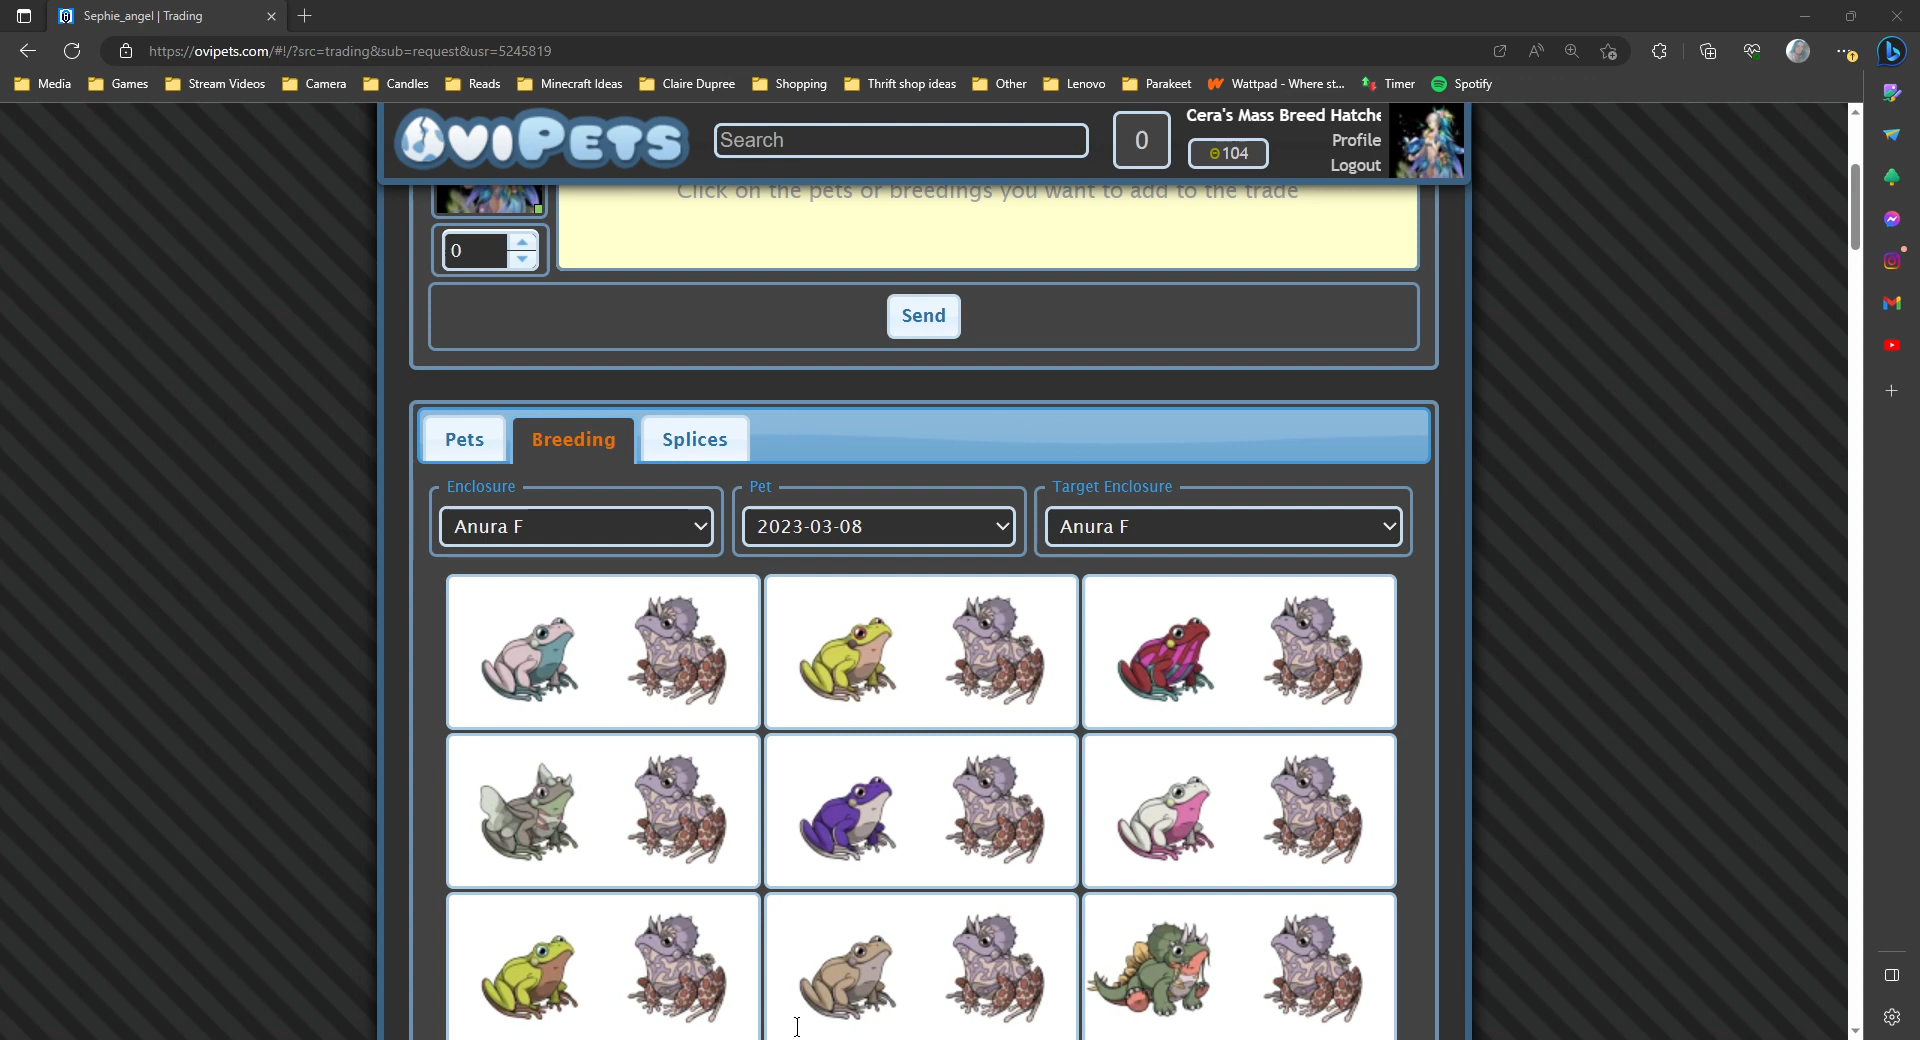 Sephie_angel | Trading
https://ovipets.com/#!/?src=trading&sub=request&usr=5245819
Media Games Stream Videos Camera Candles Reads Minecraft Ideas Claire Dupree Shopping Thrift shop ideas Other Lenovo Parakeet Wattpad - Where st... Timer Spotify
OviPets
Search
0
Cera's Mass Breed Hatche
104
Profile
Logout
Click on the pets or breedings you want to add to the trade
0
Send
Pets Breeding Splices
Enclosure Pet Target Enclosure
Anura F 2023-03-08 Anura F